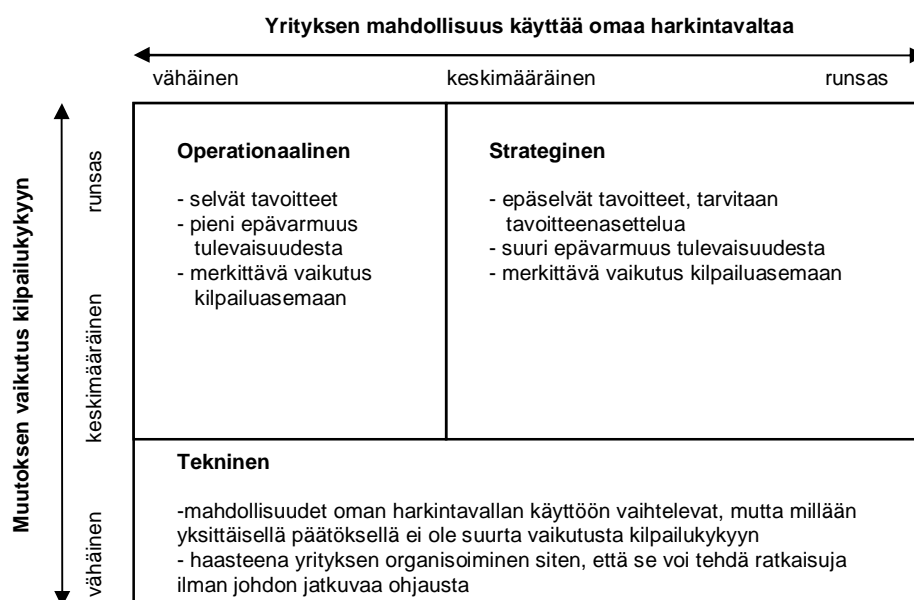 Yrityksen mahdollisuus käyttää omaa harkintavaltaa
vähäinen keskimääräinen runsas
Muutoksen vaikutus kilpailukykyyn
runsas
keskimääräinen
vähäinen
Operationaalinen
- selvät tavoitteet
- pieni epävarmuus
tulevaisuudesta
- merkittävä vaikutus
kilpailuasemaan
Strateginen
- epäselvät tavoitteet, tarvitaan
tavoitteenasettelua
- suuri epävarmuus tulevaisuudesta
- merkittävä vaikutus kilpailuasemaan
Tekninen
-mahdollisuudet oman harkintavallan käyttöön vaihtelevat, mutta millään
yksittäisellä päätöksellä ei ole suurta vaikutusta kilpailukykyyn
- haasteena yrityksen organisoiminen siten, että se voi tehdä ratkaisuja
ilman johdon jatkuvaa ohjausta